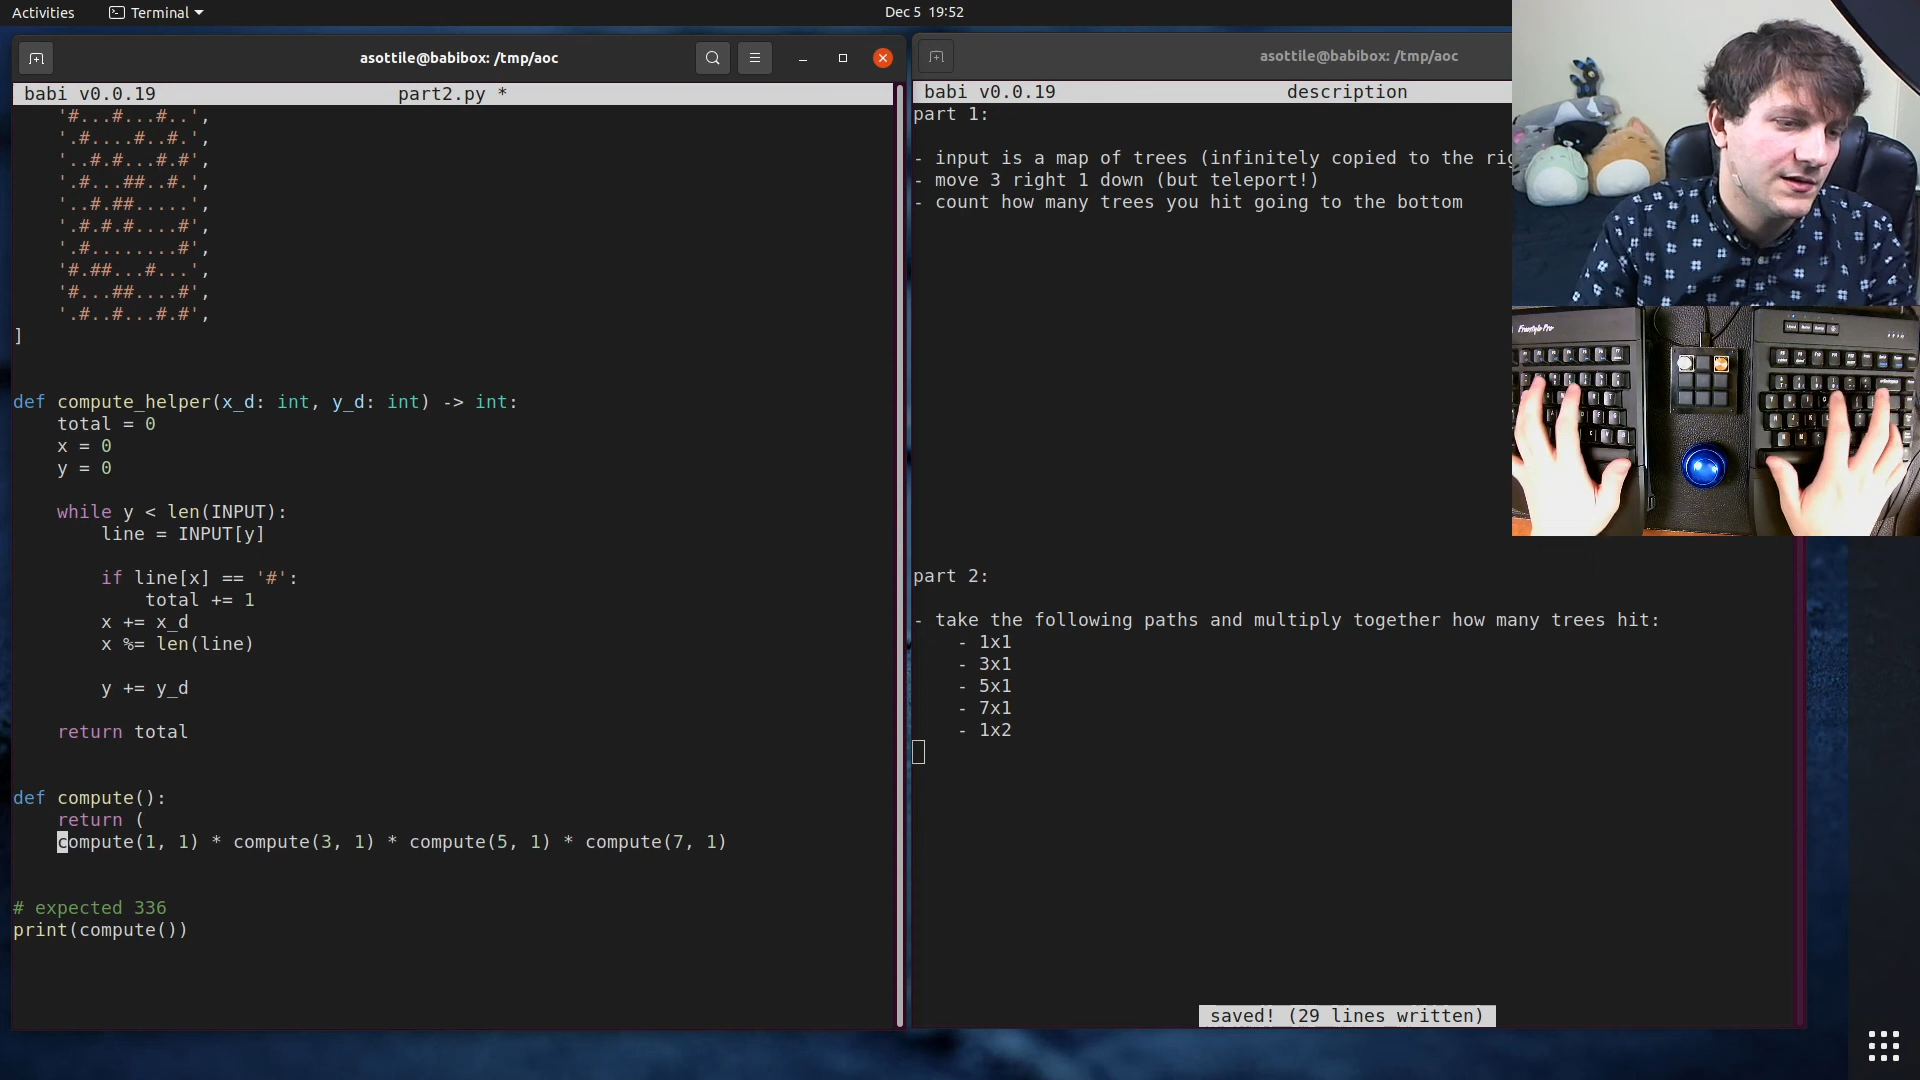 Activities
Terminal
Dec 5 19:52
asottile@babibox: /tmp/aoc
babi v0.0.19 part2.py *
'#...#...#..',
'.#....#..#.',
'..#.#...#.#',
'.#...##..#.',
'..#.##.....',
'.#.#.#....#',
'.#........#',
'#.##...#...',
'#...##....#',
'.#..#...#.#',
]
def compute_helper(x_d: int, y_d: int) -> int:
total = 0
x = 0
y = 0
while y < len(INPUT):
line = INPUT[y]
if line[x] == '#':
total += 1
x += x_d
x %= len(line)
y += y_d
return total
def compute():
return (
compute(1, 1) * compute(3, 1) * compute(5, 1) * compute(7, 1)
# expected 336
print(compute())
asottile@babibox: /tmp/aoc
babi v0.0.19 description
part 1:
- input is a map of trees (infinitely copied to the rig
- move 3 right 1 down (but teleport!)
- count how many trees you hit going to the bottom
part 2:
- take the following paths and multiply together how many trees hit:
- 1x1
- 3x1
- 5x1
- 7x1
- 1x2
saved! (29 lines written)
Freestyle Pro